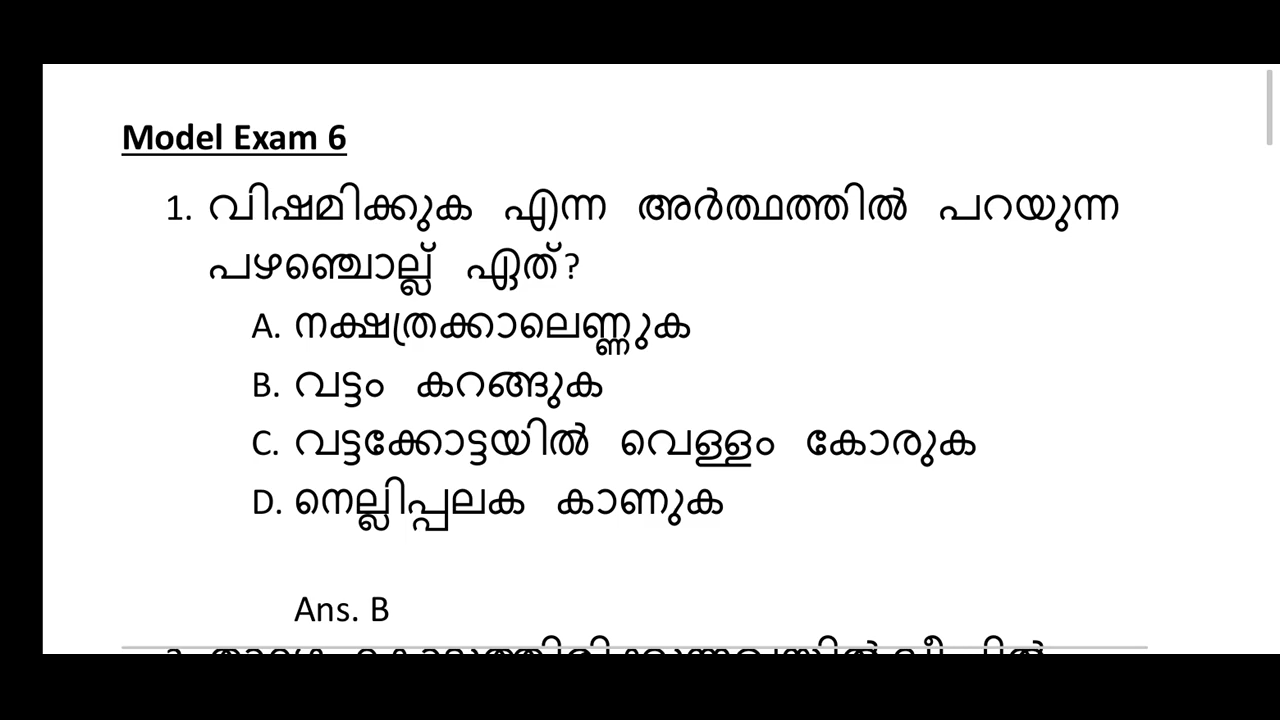 Model Exam 6
1. വിഷമിക്കുക എന്ന അർത്ഥത്തിൽ പറയുന്ന
പഴഞ്ചൊല്ല് ഏത്?
A. നക്ഷത്രക്കാലെണ്ണുക
B. വട്ടം കറങ്ങുക
C. വട്ടക്കോട്ടയിൽ വെള്ളം കോരുക
D. നെല്ലിപ്പലക കാണുക
Ans. B